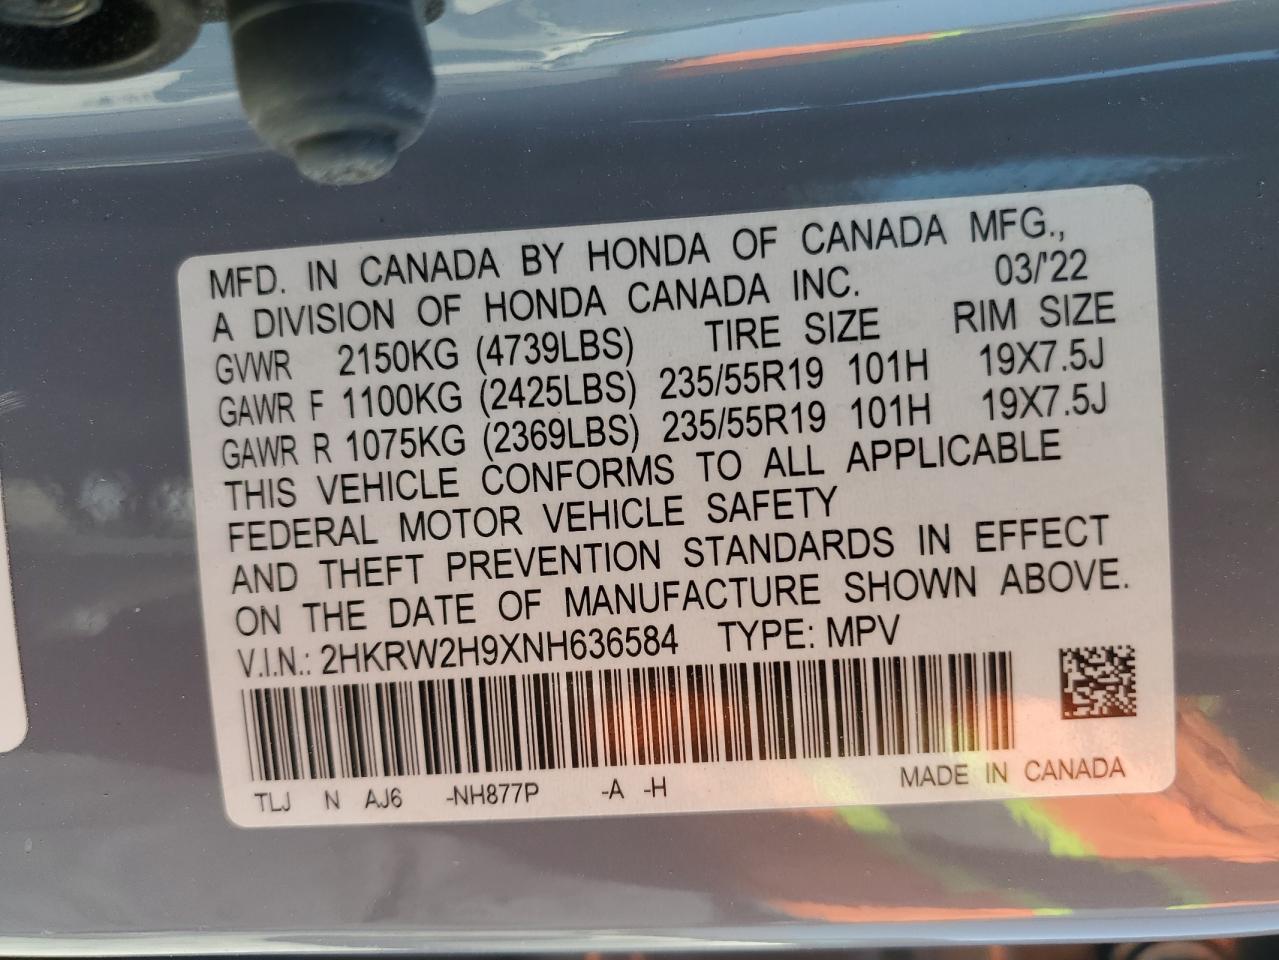 MFD. IN CANADA BY HONDA OF CANADA MFG.,
A DIVISION OF HONDA CANADA INC. 03/'22
GVWR 2150KG (4739LBS) TIRE SIZE RIM SIZE
GAWR F 1100KG (2425LBS) 235/55R19 101H 19X7.5J
GAWR R 1075KG (2369LBS) 235/55R19 101H 19X7.5J
THIS VEHICLE CONFORMS TO ALL APPLICABLE
FEDERAL MOTOR VEHICLE SAFETY
AND THEFT PREVENTION STANDARDS IN EFFECT
ON THE DATE OF MANUFACTURE SHOWN ABOVE.
V.I.N.: 2HKRW2H9XNH636584 TYPE: MPV
TLJ N AJ6 -NH877P -A -H MADE IN CANADA